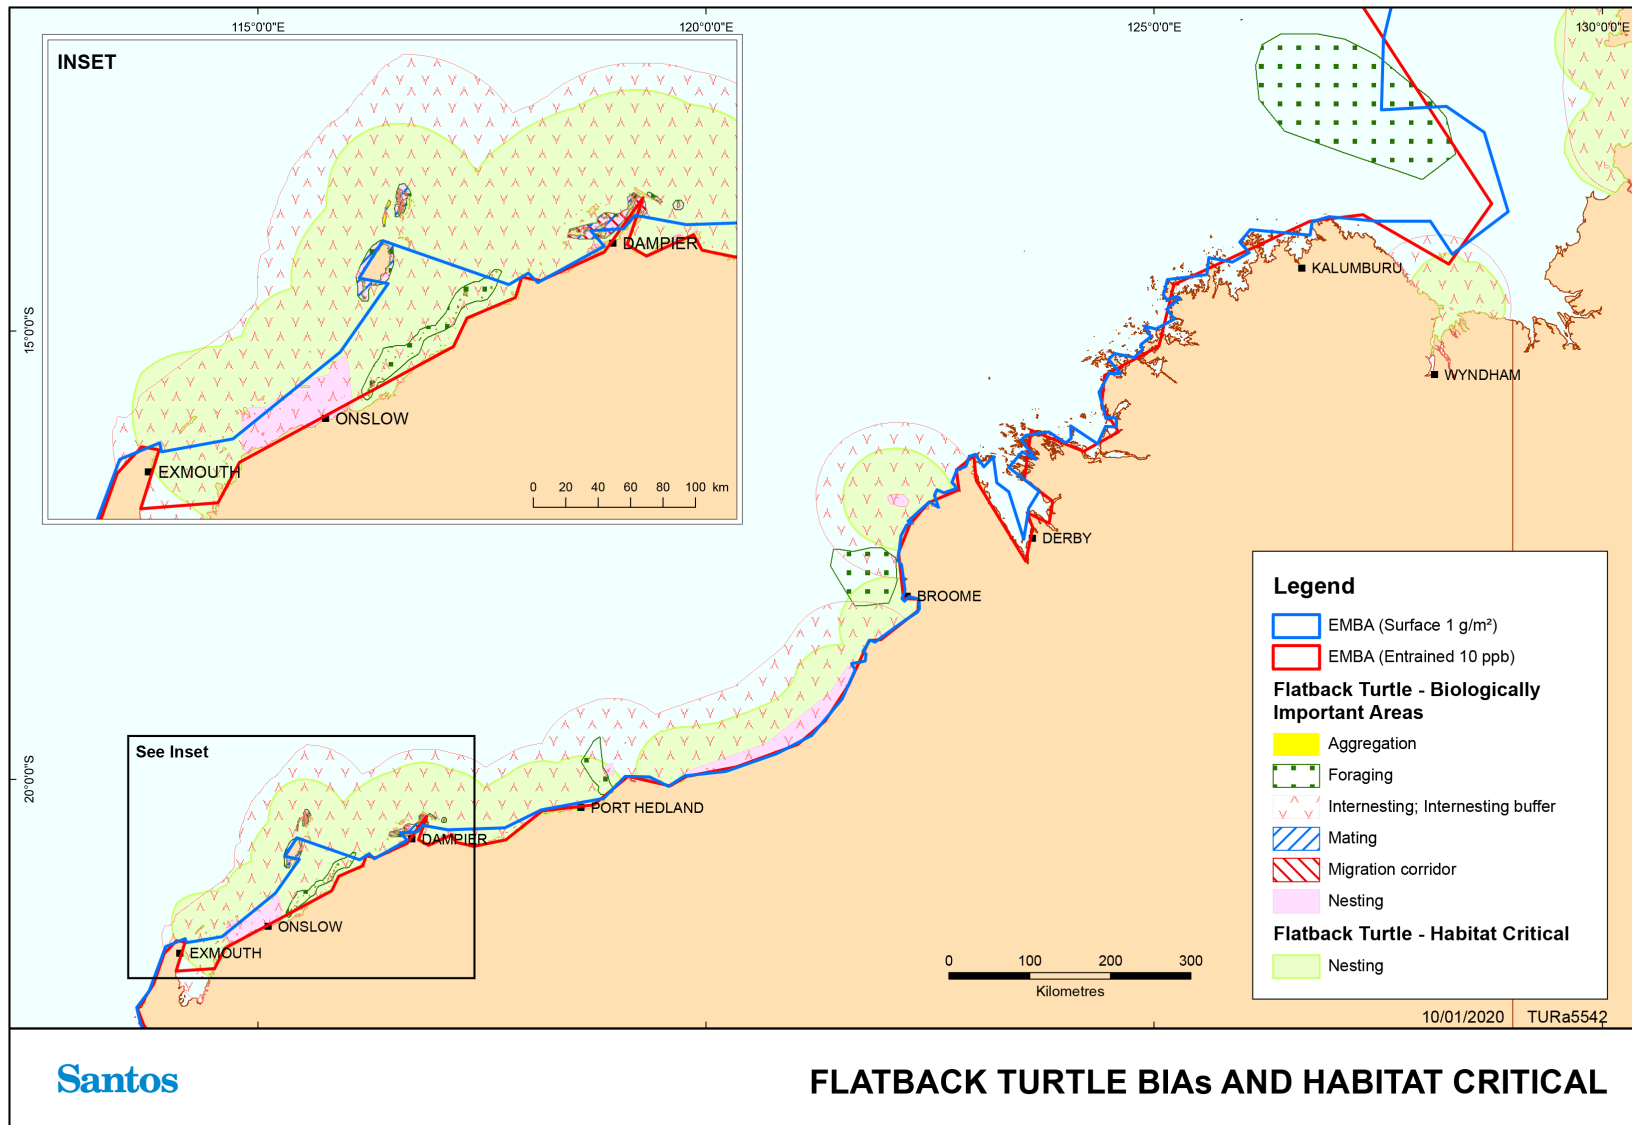 115°0'0"E
120°0'0"E
125°0'0"E
130°0'0"E
INSET
DAMPIER
ONSLOW
EXMOUTH
0 20 40 60 80 100 km
15°0'0"S
20°0'0"S
KALUMBURU
WYNDHAM
DERBY
BROOME
See Inset
PORT HEDLAND
DAMPIER
ONSLOW
EXMOUTH
0 100 200 300
Kilometres
Legend
EMBA (Surface 1 g/m²)
EMBA (Entrained 10 ppb)
Flatback Turtle - Biologically
Important Areas
Aggregation
Foraging
Internesting; Internesting buffer
Mating
Migration corridor
Nesting
Flatback Turtle - Habitat Critical
Nesting
10/01/2020 TURa5542
Santos
FLATBACK TURTLE BIAs AND HABITAT CRITICAL